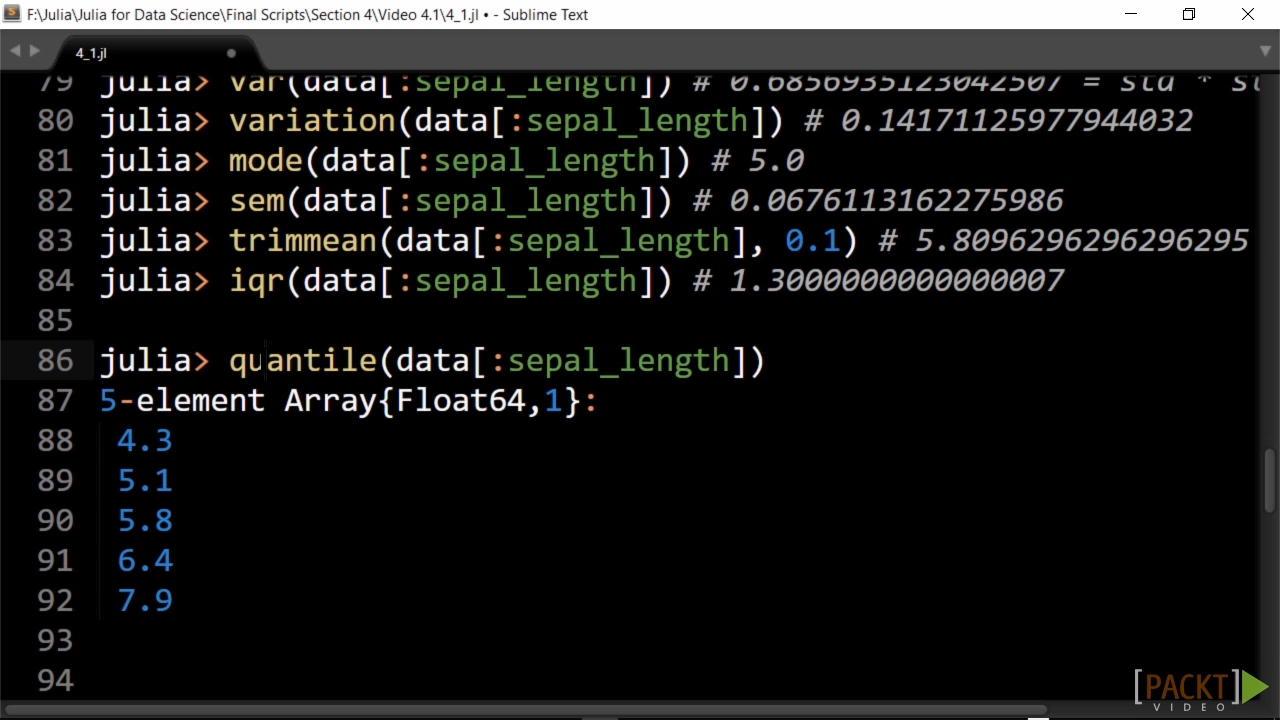 F:\Julia\Julia for Data Science\Final Scripts\Section 4\Video 4.1\4_1.jl • - Sublime Text
4_1.jl
79 julia> var(data[:sepal_length]) # 0.6856935123042507 = std * st
80 julia> variation(data[:sepal_length]) # 0.14171125977944032
81 julia> mode(data[:sepal_length]) # 5.0
82 julia> sem(data[:sepal_length]) # 0.0676113162275986
83 julia> trimmean(data[:sepal_length], 0.1) # 5.8096296296296295
84 julia> iqr(data[:sepal_length]) # 1.3000000000000007
85
86 julia> quantile(data[:sepal_length])
87 5-element Array{Float64,1}:
88 4.3
89 5.1
90 5.8
91 6.4
92 7.9
93
94
[PACKT]
VIDEO